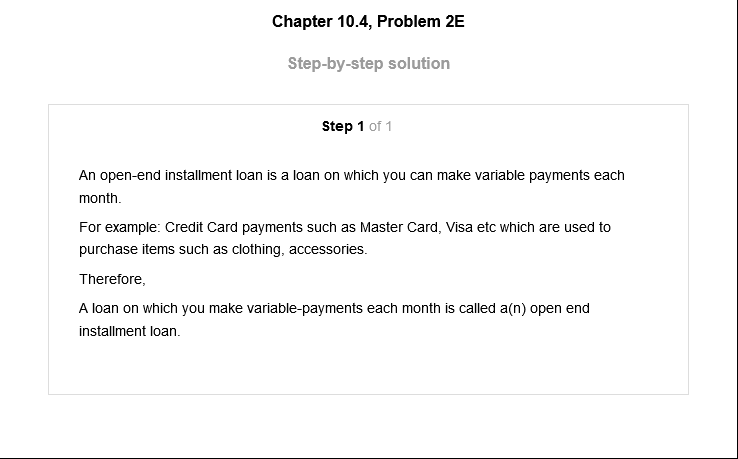 Chapter 10.4, Problem 2E
Step-by-step solution
Step 1 of 1
An open-end installment loan is a loan on which you can make variable payments each
month.
For example: Credit Card payments such as Master Card, Visa etc which are used to
purchase items such as clothing, accessories.
Therefore,
A loan on which you make variable-payments each month is called a(n) open end
installment loan.